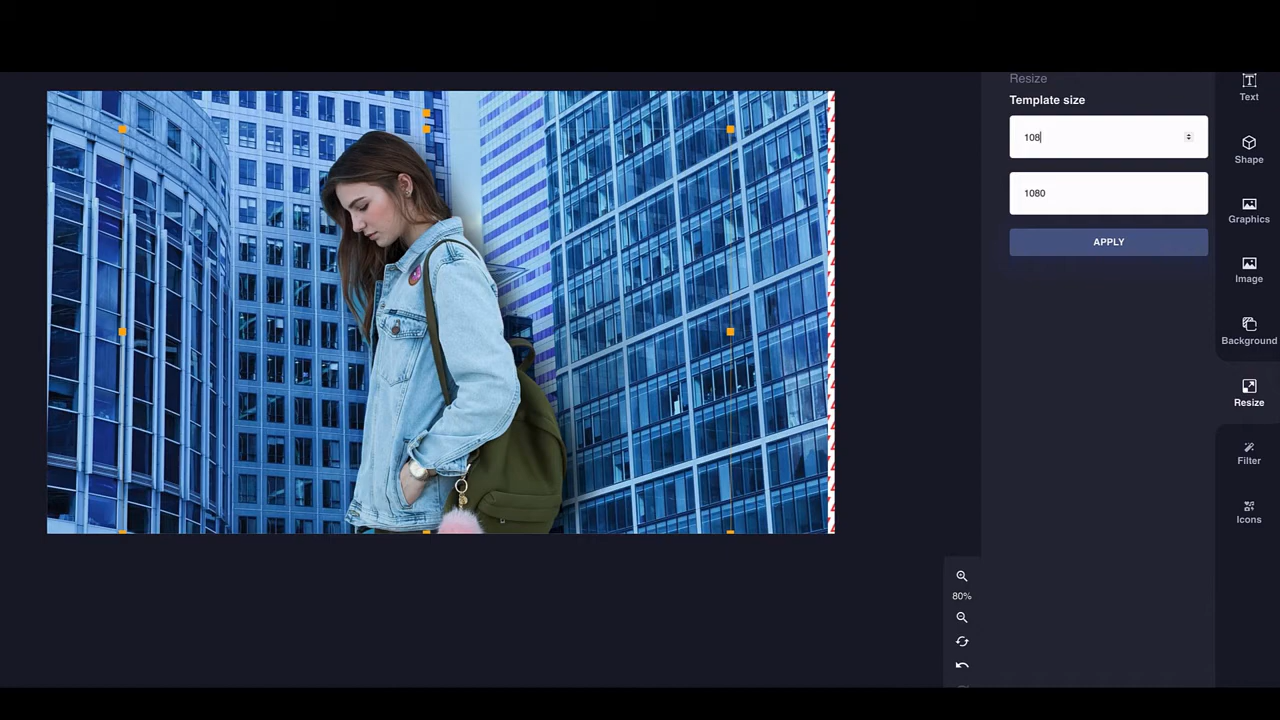 Resize
Template size
108
1080
APPLY
Text
Shape
Graphics
Image
Background
Resize
Filter
Icons
80%